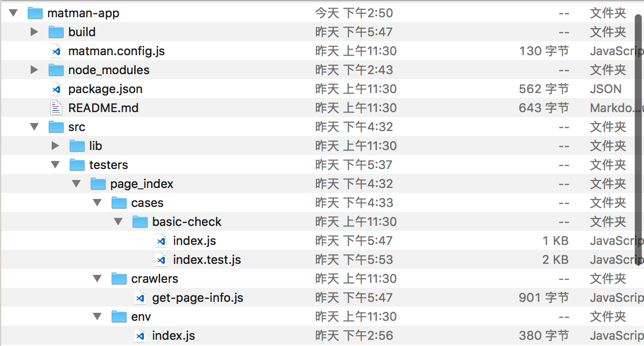 matman-app 今天 下午2:50 -- 文件夹
build 昨天 下午5:47 -- 文件夹
matman.config.js 昨天 上午11:30 130 字节 JavaScrip
node_modules 昨天 下午2:43 -- 文件夹
package.json 昨天 上午11:30 562 字节 JSON
README.md 昨天 上午11:30 643 字节 Markdo...
src 昨天 下午4:32 -- 文件夹
lib 昨天 上午11:30 -- 文件夹
testers 昨天 下午5:37 -- 文件夹
page_index 昨天 下午4:32 -- 文件夹
cases 昨天 下午4:33 -- 文件夹
basic-check 昨天 上午11:30 -- 文件夹
index.js 昨天 下午5:47 1 KB JavaScrip
index.test.js 昨天 下午5:53 2 KB JavaScrip
crawlers 昨天 上午11:30 -- 文件夹
get-page-info.js 昨天 下午5:47 901 字节 JavaScrip
env 昨天 上午11:30 -- 文件夹
index.js 昨天 下午2:56 380 字节 JavaScrip